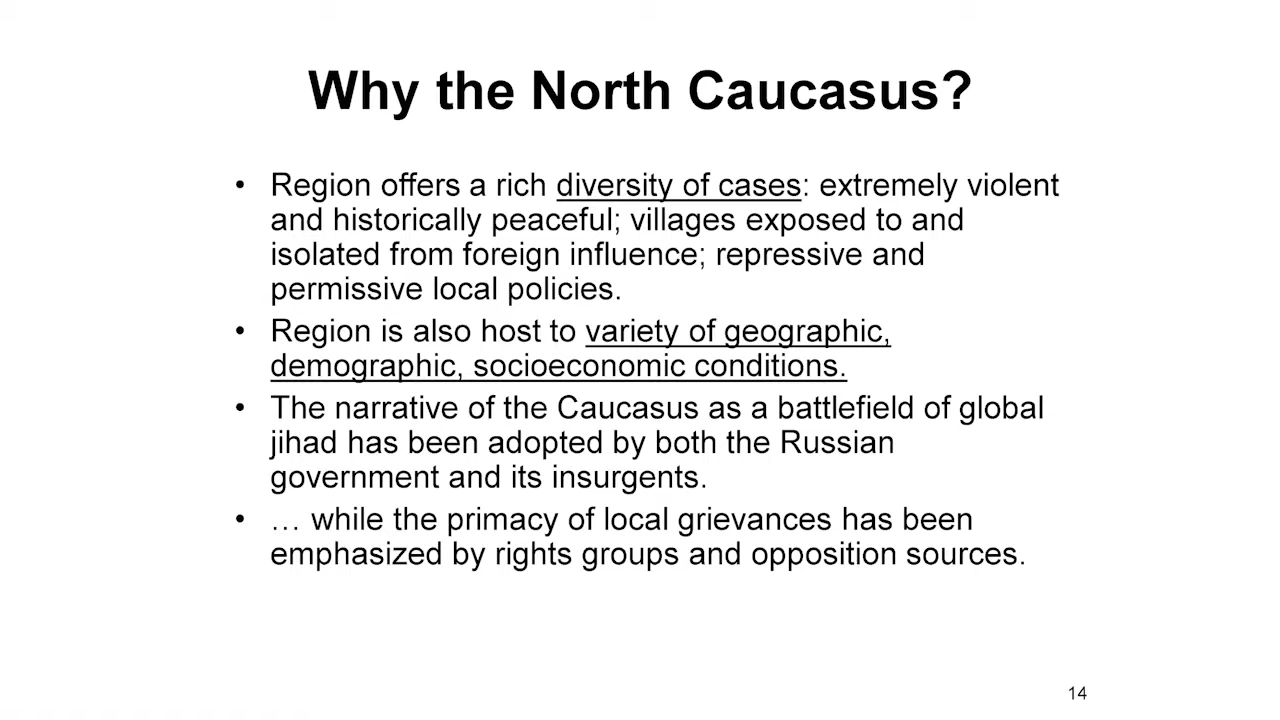 Why the North Caucasus?
• Region offers a rich diversity of cases: extremely violent
and historically peaceful; villages exposed to and
isolated from foreign influence; repressive and
permissive local policies.
• Region is also host to variety of geographic,
demographic, socioeconomic conditions.
• The narrative of the Caucasus as a battlefield of global
jihad has been adopted by both the Russian
government and its insurgents.
• … while the primacy of local grievances has been
emphasized by rights groups and opposition sources.
14